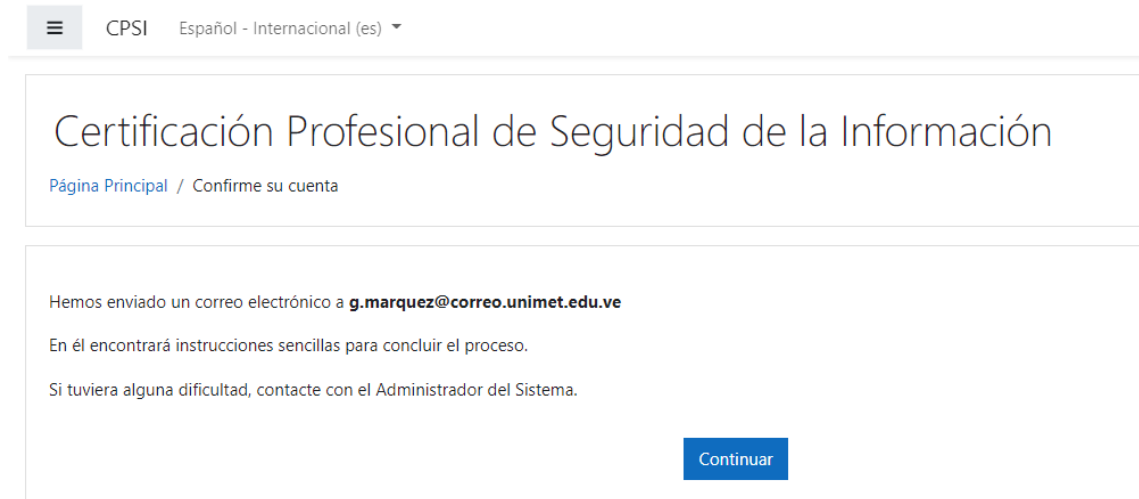 CPSI Español - Internacional (es)
Certificación Profesional de Seguridad de la Información
Página Principal / Confirme su cuenta
Hemos enviado un correo electrónico a g.marquez@correo.unimet.edu.ve
En él encontrará instrucciones sencillas para concluir el proceso.
Si tuviera alguna dificultad, contacte con el Administrador del Sistema.
Continuar